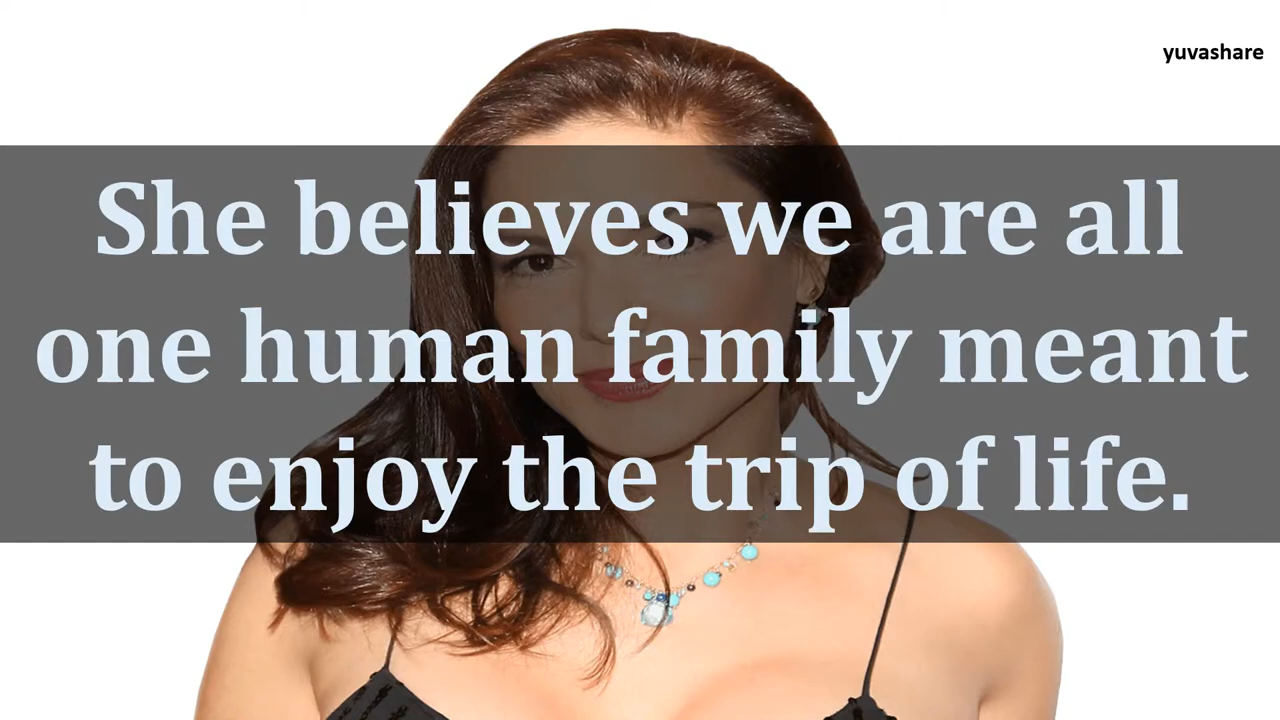 yuvashare
She believes we are all
one human family meant
to enjoy the trip of life.